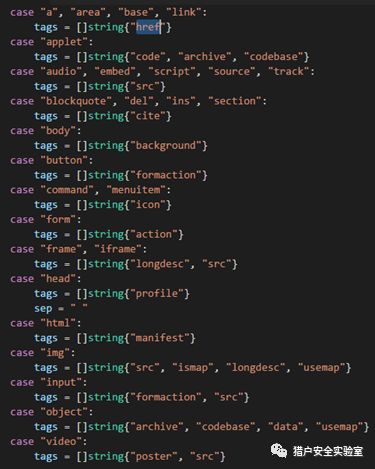 case "a", "area", "base", "link":
    tags = []string{"href"}
case "applet":
    tags = []string{"code", "archive", "codebase"}
case "audio", "embed", "script", "source", "track":
    tags = []string{"src"}
case "blockquote", "del", "ins", "section":
    tags = []string{"cite"}
case "body":
    tags = []string{"background"}
case "button":
    tags = []string{"formaction"}
case "command", "menuitem":
    tags = []string{"icon"}
case "form":
    tags = []string{"action"}
case "frame", "iframe":
    tags = []string{"longdesc", "src"}
case "head":
    tags = []string{"profile"}
    sep = " "
case "html":
    tags = []string{"manifest"}
case "img":
    tags = []string{"src", "ismap", "longdesc", "usemap"}
case "input":
    tags = []string{"formaction", "src"}
case "object":
    tags = []string{"archive", "codebase", "data", "usemap"}
case "video":
    tags = []string{"poster", "src"}
猎户安全实验室